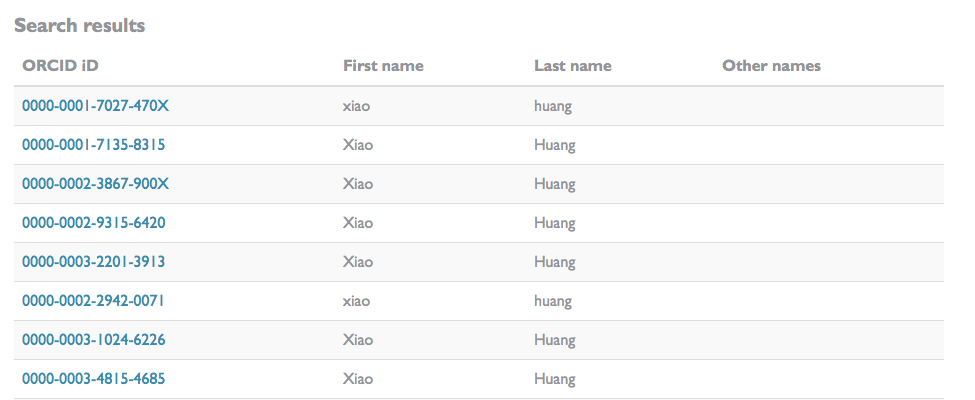 Search results
ORCID iD First name Last name Other names
0000-0001-7027-470X xiao huang
0000-0001-7135-8315 Xiao Huang
0000-0002-3867-900X Xiao Huang
0000-0002-9315-6420 Xiao Huang
0000-0003-2201-3913 Xiao Huang
0000-0002-2942-0071 xiao huang
0000-0003-1024-6226 Xiao Huang
0000-0003-4815-4685 Xiao Huang